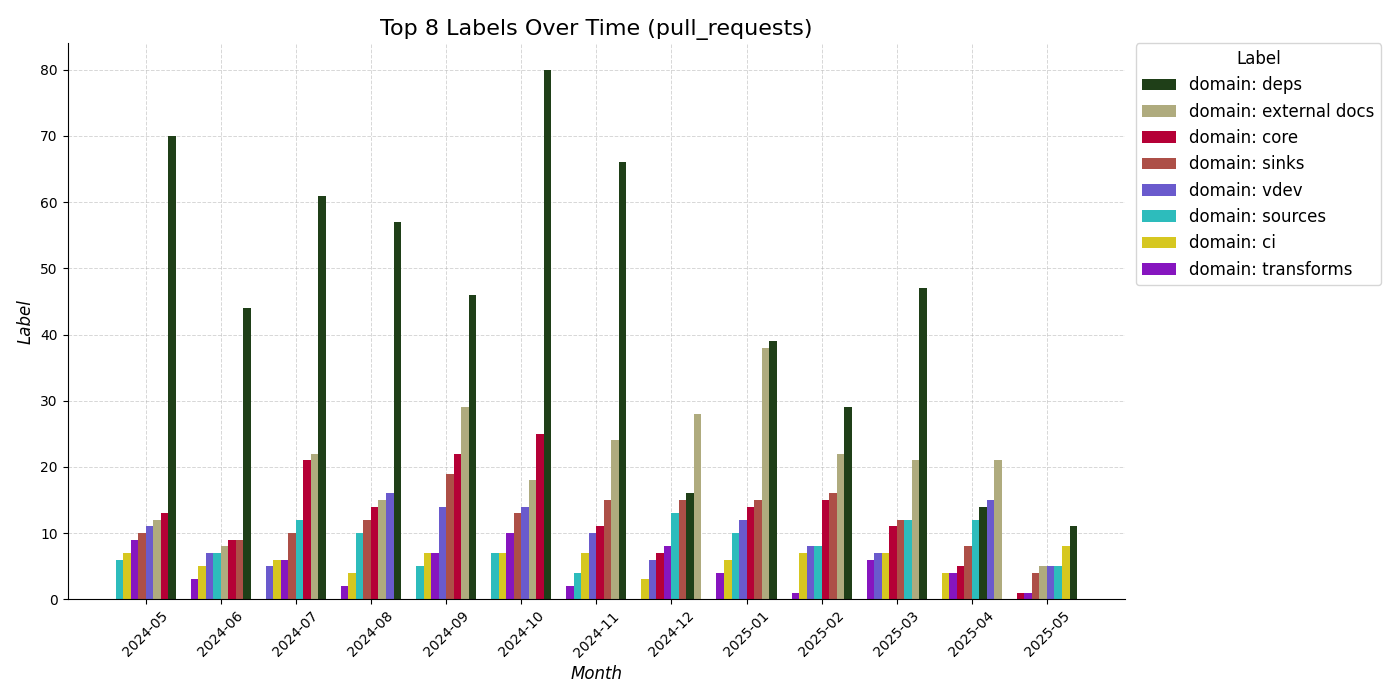 Top 8 Labels Over Time (pull_requests)
Label
domain: deps
domain: external docs
domain: core
domain: sinks
domain: vdev
domain: sources
domain: ci
domain: transforms
Label
80
70
60
50
40
30
20
10
0
2024-05
2024-06
2024-07
2024-08
2024-09
2024-10
2024-11
2024-12
2025-01
2025-02
2025-03
2025-04
2025-05
Month